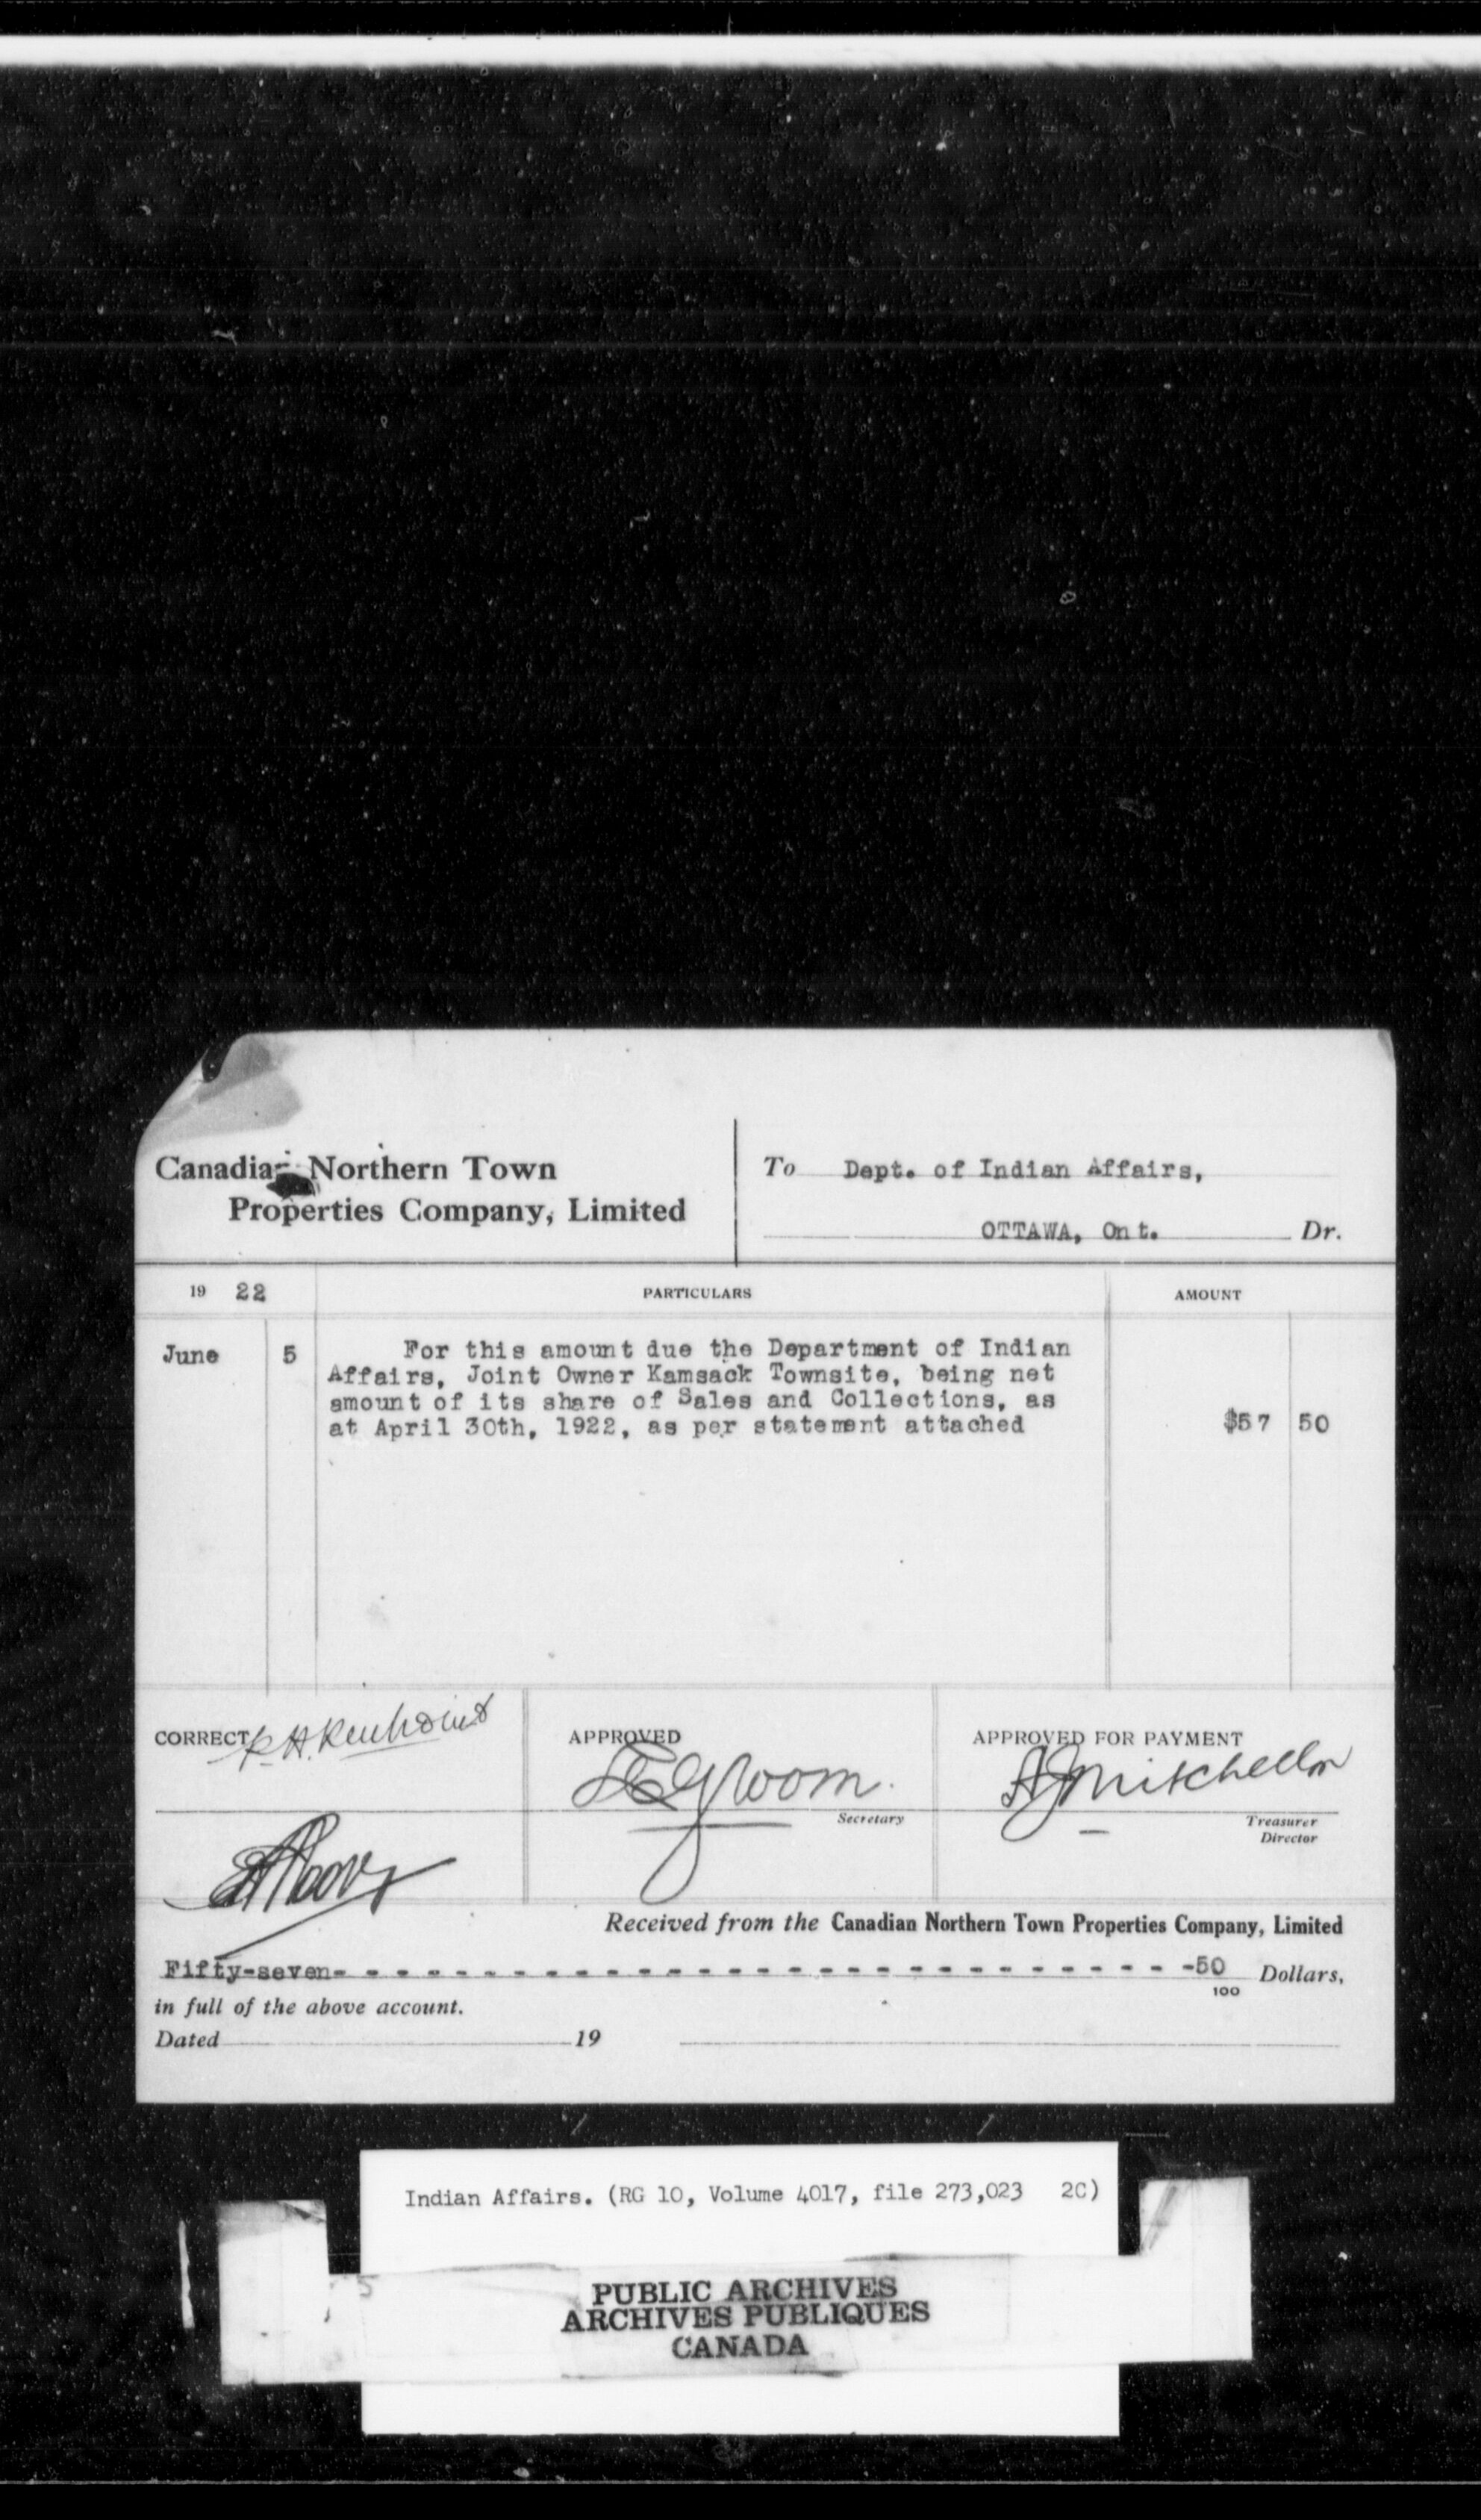 Canadian Northern Town
Properties Company, Limited
To Dept. of Indian Affairs,
OTTAWA, Ont. Dr.
19 22 PARTICULARS AMOUNT
June 5 For this amount due the Department of Indian
Affairs, Joint Owner Kamsack Townsite, being net
amount of its share of Sales and Collections, as
at April 30th, 1922, as per statement attached $57 50
CORRECT
APPROVED
APPROVED FOR PAYMENT
A J Mitchell
Secretary
Treasurer
Director
Received from the Canadian Northern Town Properties Company, Limited
Fifty-seven- - - - - - - - - - - - - - - - - - - - - - - - - - - - -50
100 Dollars,
in full of the above account.
Dated 19
Indian Affairs. (RG 10, Volume 4017, file 273,023 2C)
PUBLIC ARCHIVES
ARCHIVES PUBLIQUES
CANADA